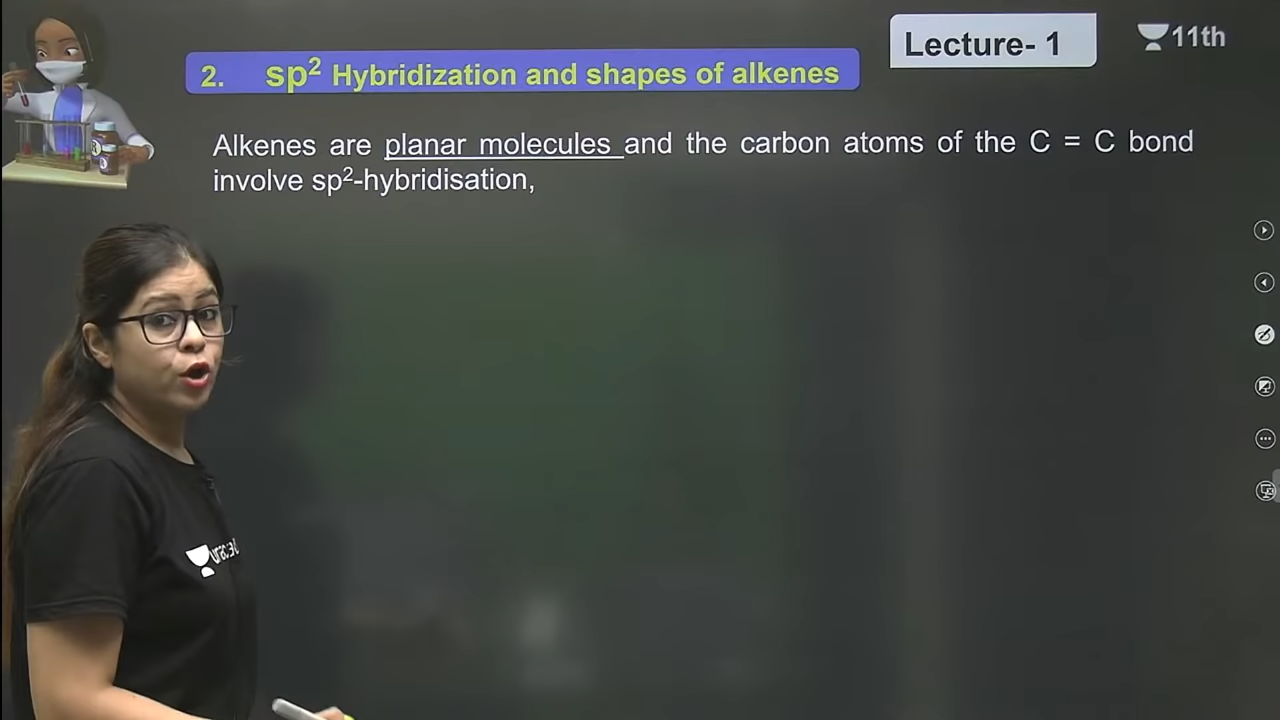 Lecture- 1
11th
2. sp² Hybridization and shapes of alkenes
Alkenes are planar molecules and the carbon atoms of the C = C bond
involve sp²-hybridisation,